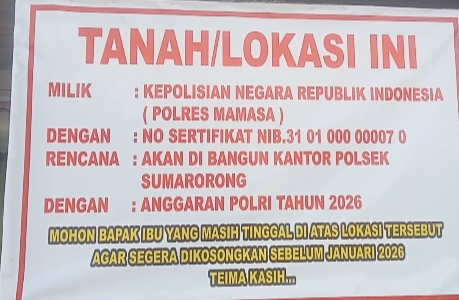 TANAH/LOKASI INI
MILIK : KEPOLISIAN NEGARA REPUBLIK INDONESIA
( POLRES MAMASA )
DENGAN : NO SERTIFIKAT NIB.31 01 000 00007 0
RENCANA : AKAN DI BANGUN KANTOR POLSEK
SUMARORONG
DENGAN : ANGGARAN POLRI TAHUN 2026
MOHON BAPAK IBU YANG MASIH TINGGAL DI ATAS LOKASI TERSEBUT
AGAR SEGERA DIKOSONGKAN SEBELUM JANUARI 2026
TEIMA KASIH...